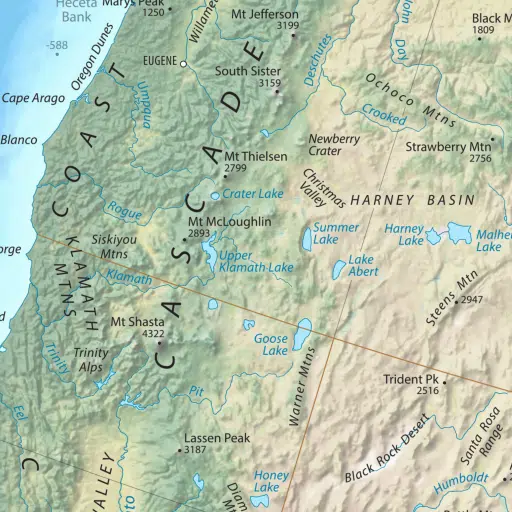 Heceta
Bank
-588
Marys Peak
1250
Mt Jefferson
3199
Black M
1809
John
Day
Deschutes
EUGENE
Oregon Dunes
South Sister
3159
Cape Arago
Umpqua
Ochoco Mtns
Crooked
Blanco
COAST
Newberry
Crater
Strawberry Mtn
2756
Mt Thielsen
2799
Crater Lake
Christmas
Valley
HARNEY BASIN
Rogue
Mt McLoughlin
2893
CASCADE
Summer
Lake
Harney
Lake
Malhe
Lake
Siskiyou
Mtns
KLAMATH
MTNS
Klamath
Upper
Klamath Lake
Lake
Abert
Steens Mtn
2947
Mt Shasta
4322
Goose
Lake
Trinity
Trinity
Alps
Warner Mtns
Trident Pk
2516
Pit
Eel
Lassen Peak
3187
Black Rock Desert
Santa Rosa
Range
C
VALLEY
Honey
Lake
Humboldt